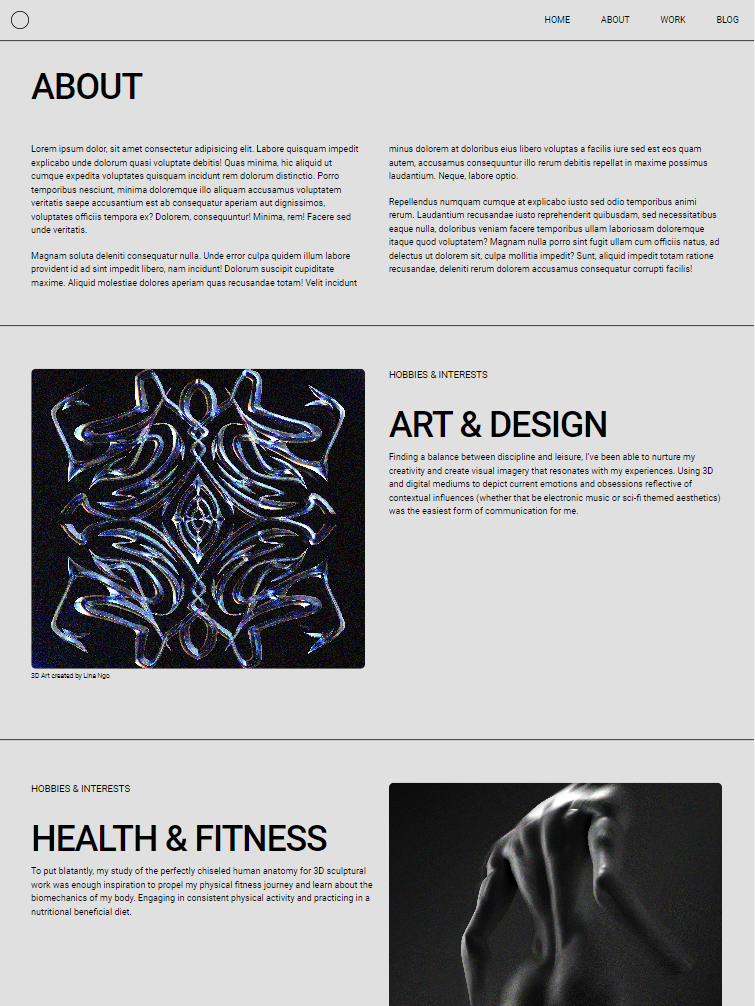 HOME ABOUT WORK BLOG
ABOUT
Lorem ipsum dolor, sit amet consectetur adipisicing elit. Labore quisquam impedit
explicabo unde dolorum quasi voluptate debitis! Quas minima, hic aliquid ut
cumque expedita voluptates quisquam incidunt rem dolorum distinctio. Porro
temporibus nesciunt, minima doloremque illo aliquam accusamus voluptatem
veritatis saepe accusantium est ab consequatur aperiam aut dignissimos,
voluptates officiis tempora ex? Dolorem, consequuntur! Minima, rem! Facere sed
unde veritatis.
Magnam soluta deleniti consequatur nulla. Unde error culpa quidem illum labore
provident id ad sint impedit libero, nam incidunt! Dolorum suscipit cupiditate
maxime. Aliquid molestiae dolores aperiam quas recusandae totam! Velit incidunt
minus dolorem at doloribus eius libero voluptas a facilis iure sed est eos quam
autem, accusamus consequuntur illo rerum debitis repellat in maxime possimus
laudantium. Neque, labore optio.
Repellendus numquam cumque at explicabo iusto sed odio temporibus animi
rerum. Laudantium recusandae iusto reprehenderit quibusdam, sed necessitatibus
eaque nulla, doloribus veniam facere temporibus ullam laboriosam doloremque
itaque quod voluptatem? Magnam nulla porro sint fugit ullam cum officiis natus, ad
delectus ut dolorem sit, culpa mollitia impedit? Sunt, aliquid impedit totam ratione
recusandae, deleniti rerum dolorem accusamus consequatur corrupti facilis!
3D Art created by Lina Ngo
HOBBIES & INTERESTS
ART & DESIGN
Finding a balance between discipline and leisure, I've been able to nurture my
creativity and create visual imagery that resonates with my experiences. Using 3D
and digital mediums to depict current emotions and obsessions reflective of
contextual influences (whether that be electronic music or sci-fi themed aesthetics)
was the easiest form of communication for me.
HOBBIES & INTERESTS
HEALTH & FITNESS
To put blatantly, my study of the perfectly chiseled human anatomy for 3D sculptural
work was enough inspiration to propel my physical fitness journey and learn about the
biomechanics of my body. Engaging in consistent physical activity and practicing in a
nutritional beneficial diet.